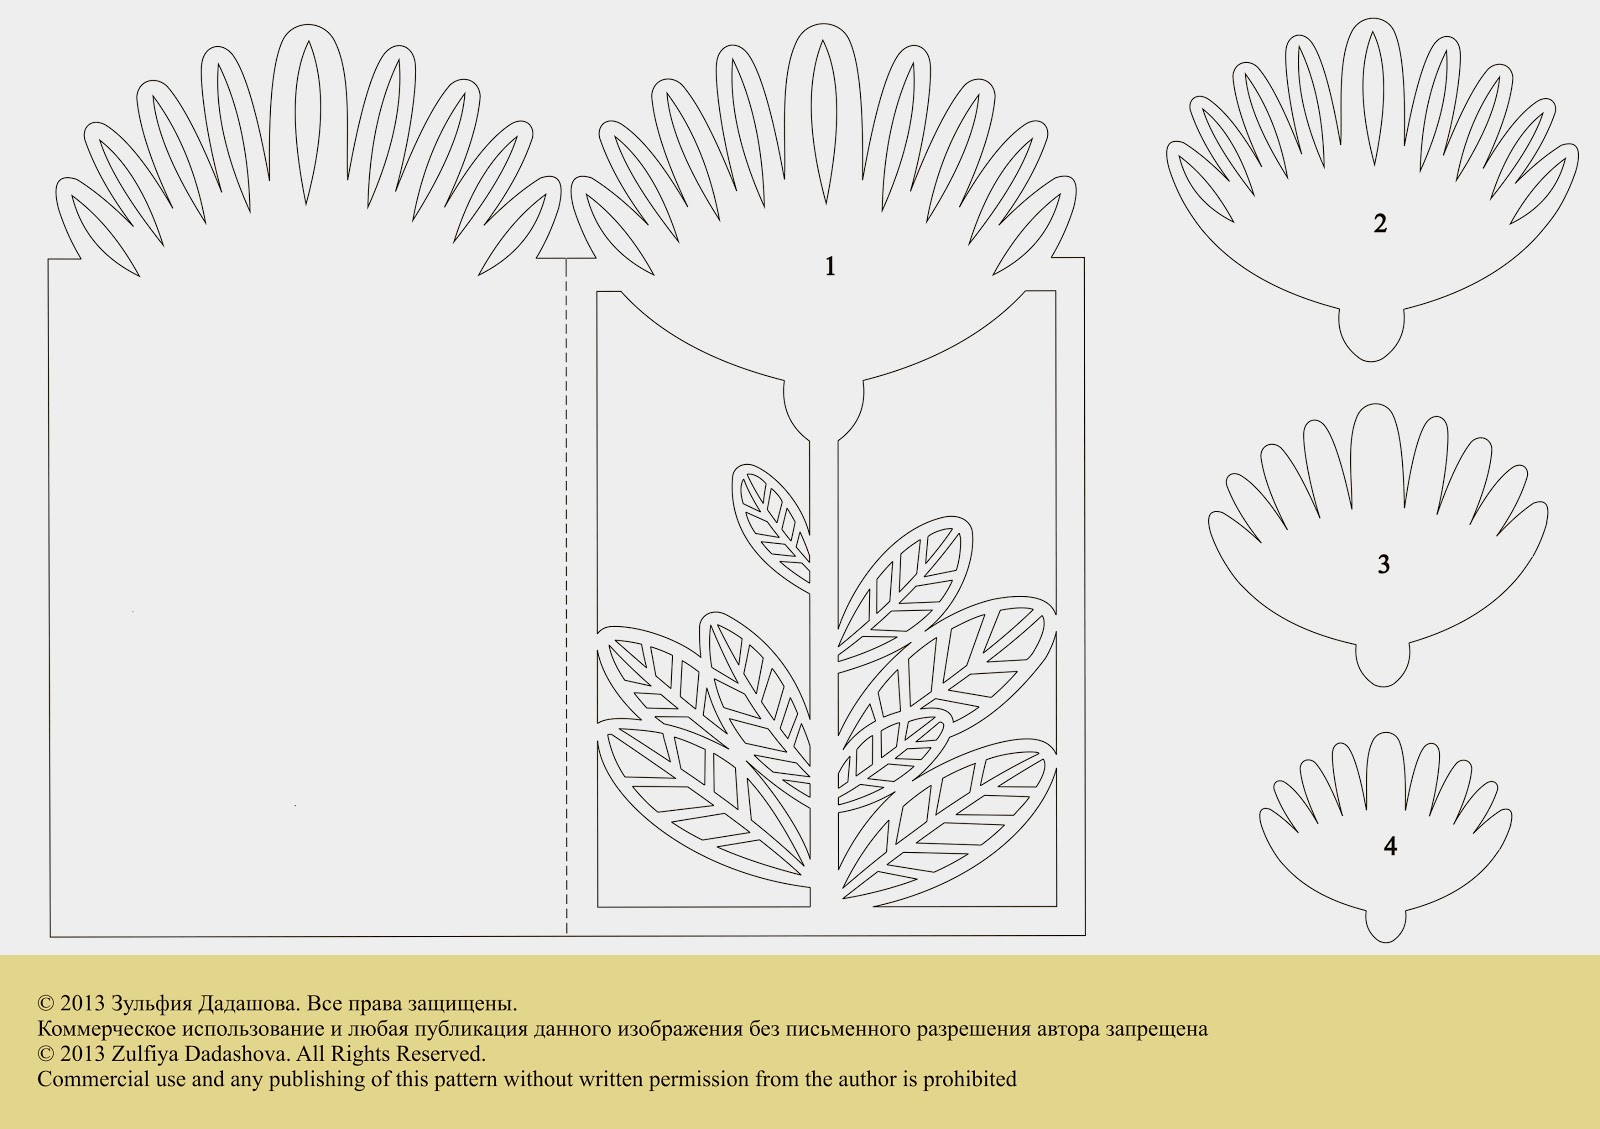 1
2
3
4
© 2013 Зульфия Дадашова. Все права защищены.
Коммерческое использование и любая публикация данного изображения без письменного разрешения автора запрещена
© 2013 Zulfiya Dadashova. All Rights Reserved.
Commercial use and any publishing of this pattern without written permission from the author is prohibited